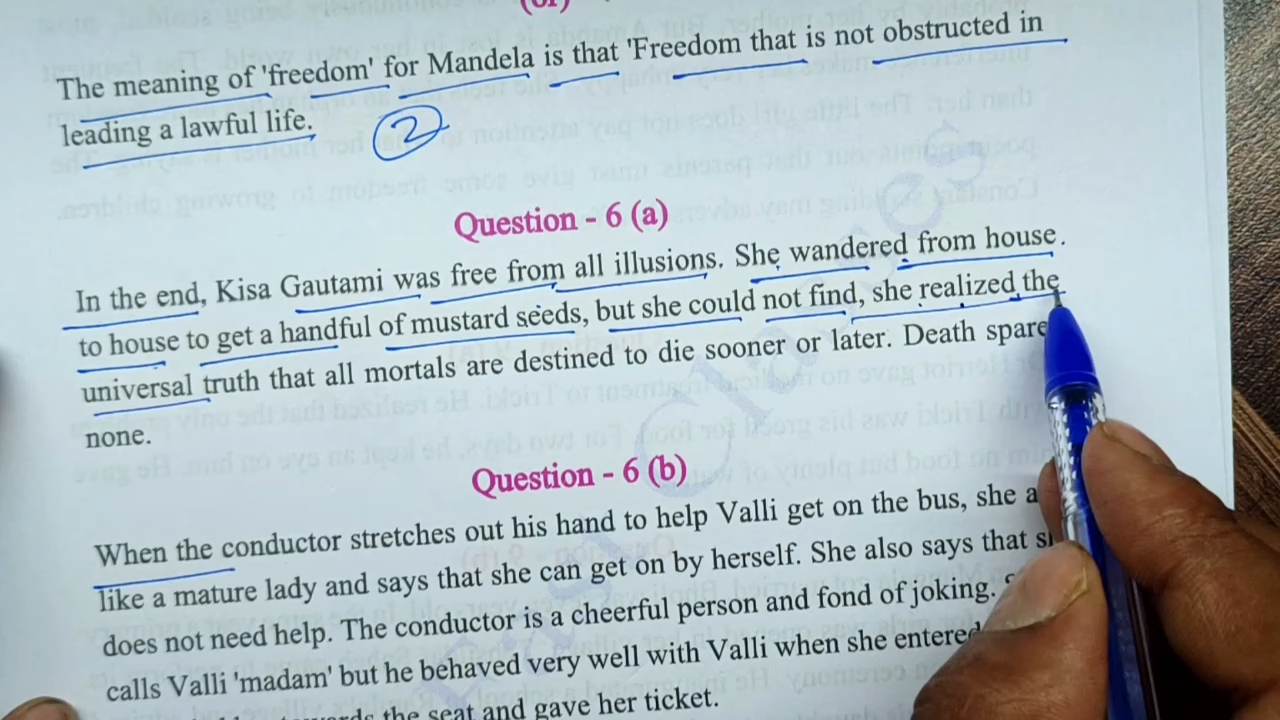 (or)
The meaning of 'freedom' for Mandela is that 'Freedom that is not obstructed in
leading a lawful life.
2
Question - 6 (a)
In the end, Kisa Gautami was free from all illusions. She wandered from house
to house to get a handful of mustard seeds, but she could not find, she realized the
universal truth that all mortals are destined to die sooner or later. Death spare
none.
Question - 6 (b)
When the conductor stretches out his hand to help Valli get on the bus, she a
like a mature lady and says that she can get on by herself. She also says that
does not need help. The conductor is a cheerful person and fond of joking.
calls Valli 'madam' but he behaved very well with Valli when she entered
the seat and gave her ticket.